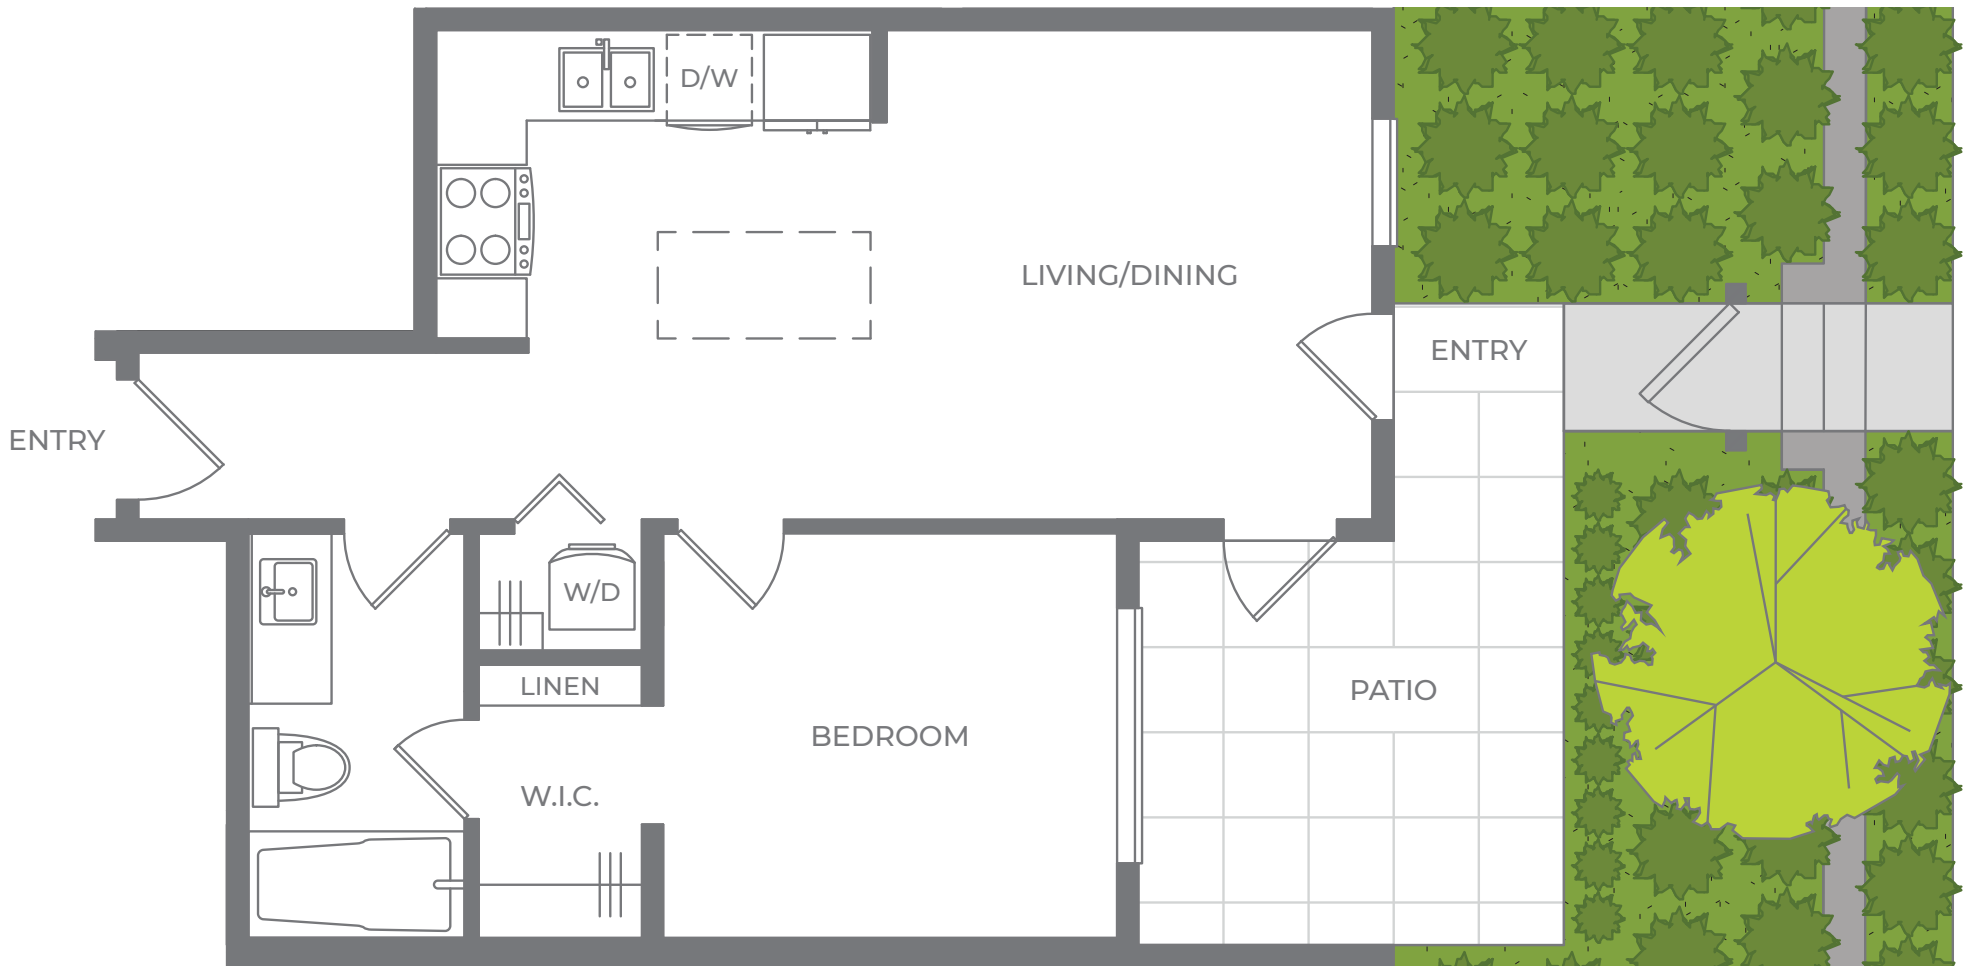 D/W
LIVING/DINING
ENTRY
ENTRY
W/D
LINEN
PATIO
BEDROOM
W.I.C.